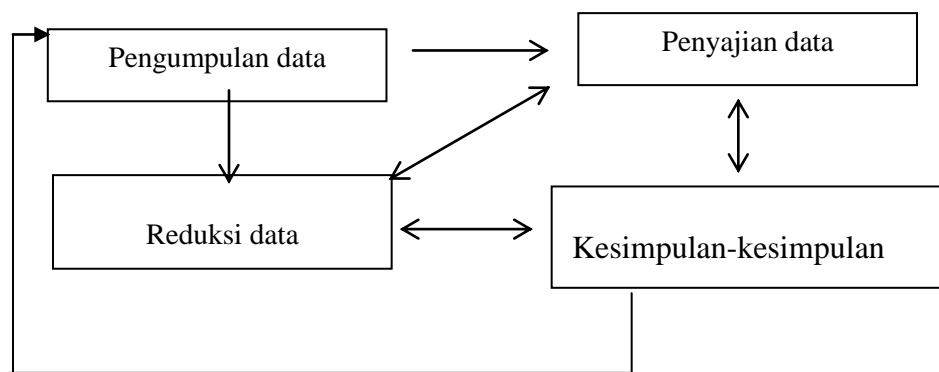 Pengumpulan data
Penyajian data
Reduksi data
Kesimpulan-kesimpulan